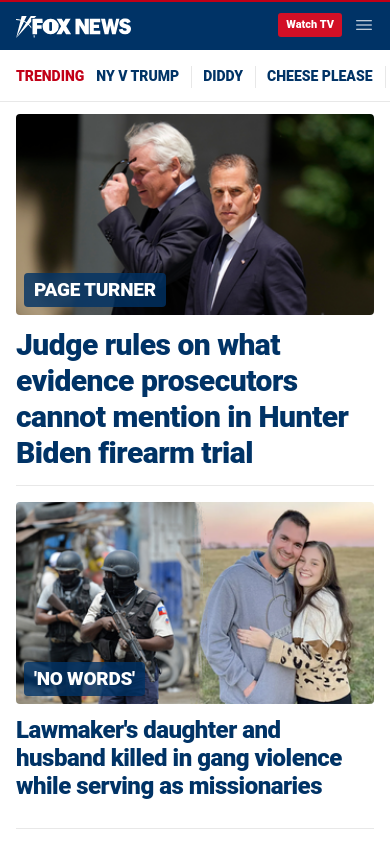 FOX NEWS
Watch TV
TRENDING NY V TRUMP DIDDY CHEESE PLEASE
PAGE TURNER
Judge rules on what
evidence prosecutors
cannot mention in Hunter
Biden firearm trial
'NO WORDS'
Lawmaker's daughter and
husband killed in gang violence
while serving as missionaries